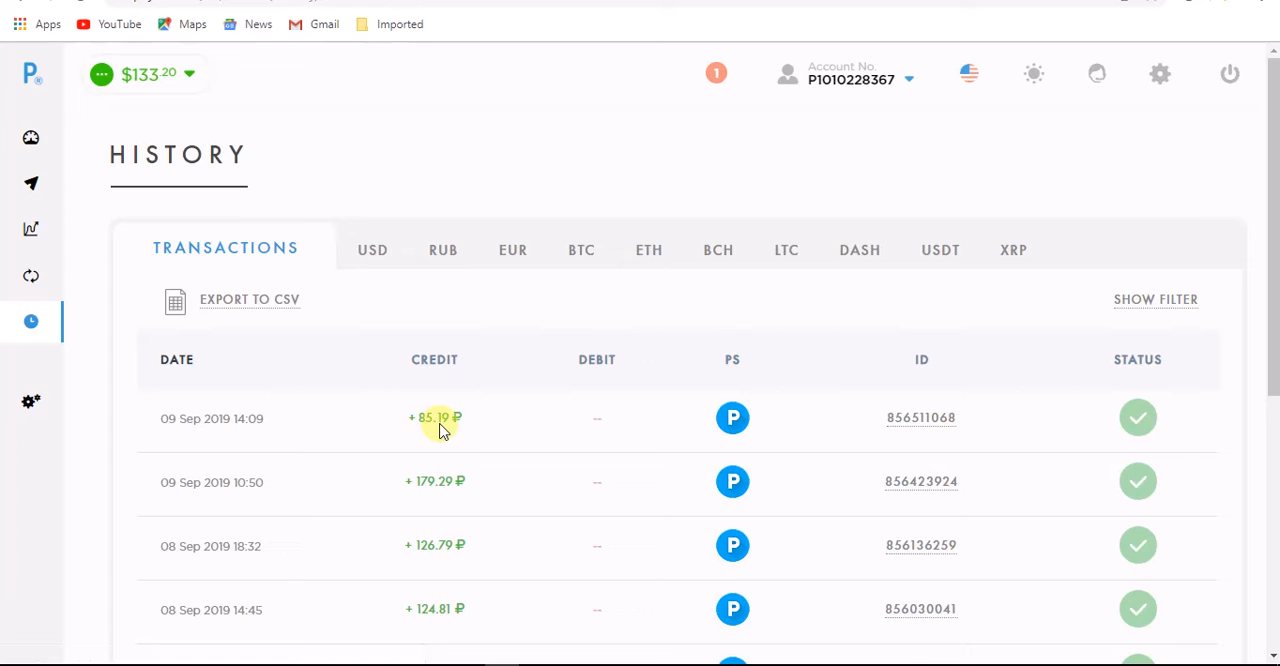 Apps YouTube Maps News Gmail Imported
P $133.20 1 Account No.
P1010228367
HISTORY
TRANSACTIONS USD RUB EUR BTC ETH BCH LTC DASH USDT XRP
EXPORT TO CSV SHOW FILTER
DATE CREDIT DEBIT PS ID STATUS
09 Sep 2019 14:09 + 85.19 ₽ -- P 856511068
09 Sep 2019 10:50 + 179.29 ₽ -- P 856423924
08 Sep 2019 18:32 + 126.79 ₽ -- P 856136259
08 Sep 2019 14:45 + 124.81 ₽ -- P 856030041